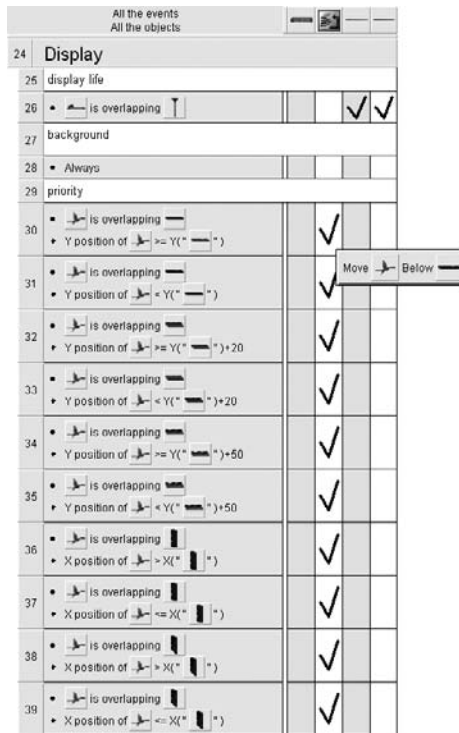 All the events
All the objects
24 Display
25 display life
26 • is overlapping
27 background
28 • Always
29 priority
30 • is overlapping
Y position of >= Y(" ")
Move Below
31 • is overlapping
Y position of < Y(" ")
32 • is overlapping
Y position of >= Y(" ")+20
33 • is overlapping
Y position of < Y(" ")+20
34 • is overlapping
Y position of >= Y(" ")+50
35 • is overlapping
Y position of < Y(" ")+50
36 • is overlapping
X position of > X(" ")
37 • is overlapping
X position of <= X(" ")
38 • is overlapping
X position of > X(" ")
39 • is overlapping
X position of <= X(" ")